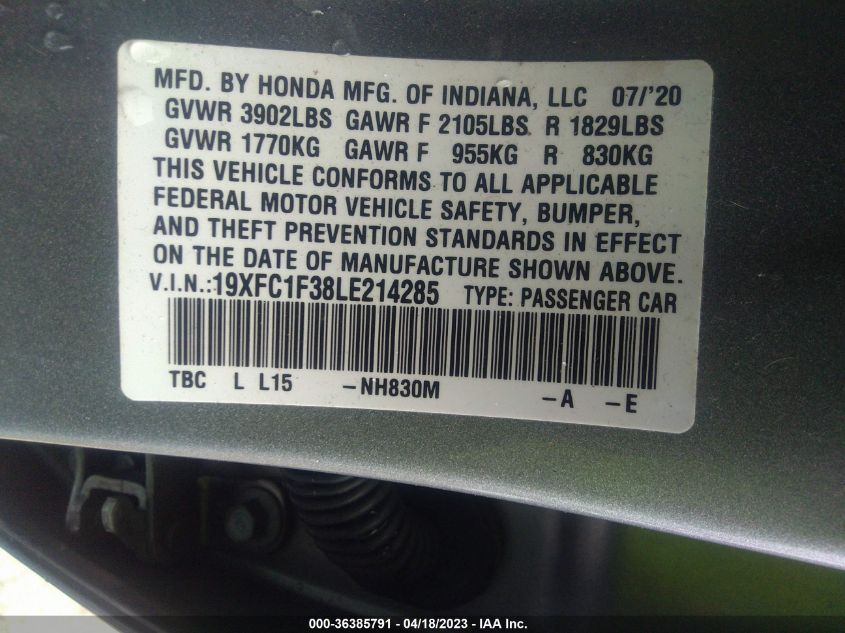 MFD. BY HONDA MFG. OF INDIANA, LLC 07/'20
GVWR 3902LBS GAWR F 2105LBS R 1829LBS
GVWR 1770KG GAWR F 955KG R 830KG
THIS VEHICLE CONFORMS TO ALL APPLICABLE
FEDERAL MOTOR VEHICLE SAFETY, BUMPER,
AND THEFT PREVENTION STANDARDS IN EFFECT
ON THE DATE OF MANUFACTURE SHOWN ABOVE.
V.I.N.:19XFC1F38LE214285 TYPE: PASSENGER CAR
TBC L L15 -NH830M -A -E
000-36385791 - 04/18/2023 - IAA Inc.